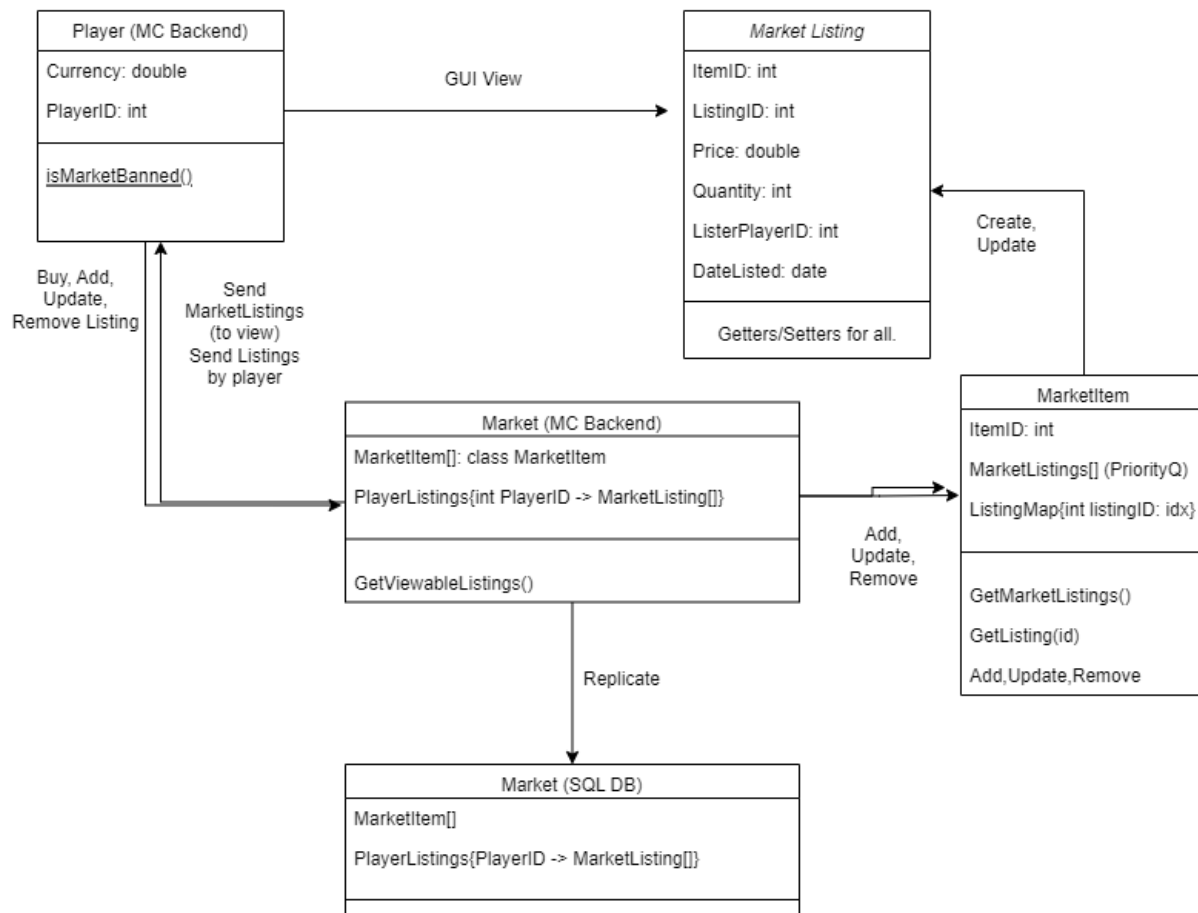 Player (MC Backend)
Currency: double
PlayerID: int
isMarketBanned()
GUI View
Market Listing
ItemID: int
ListingID: int
Price: double
Quantity: int
ListerPlayerID: int
DateListed: date
Getters/Setters for all.
Create,
Update
Buy, Add,
Update,
Remove Listing
Send
MarketListings
(to view)
Send Listings
by player
Market (MC Backend)
MarketItem[]: class MarketItem
PlayerListings{int PlayerID -> MarketListing[]}
GetViewableListings()
Add,
Update,
Remove
MarketItem
ItemID: int
MarketListings[] (PriorityQ)
ListingMap{int listingID: idx}
GetMarketListings()
GetListing(id)
Add,Update,Remove
Replicate
Market (SQL DB)
MarketItem[]
PlayerListings{PlayerID -> MarketListing[]}